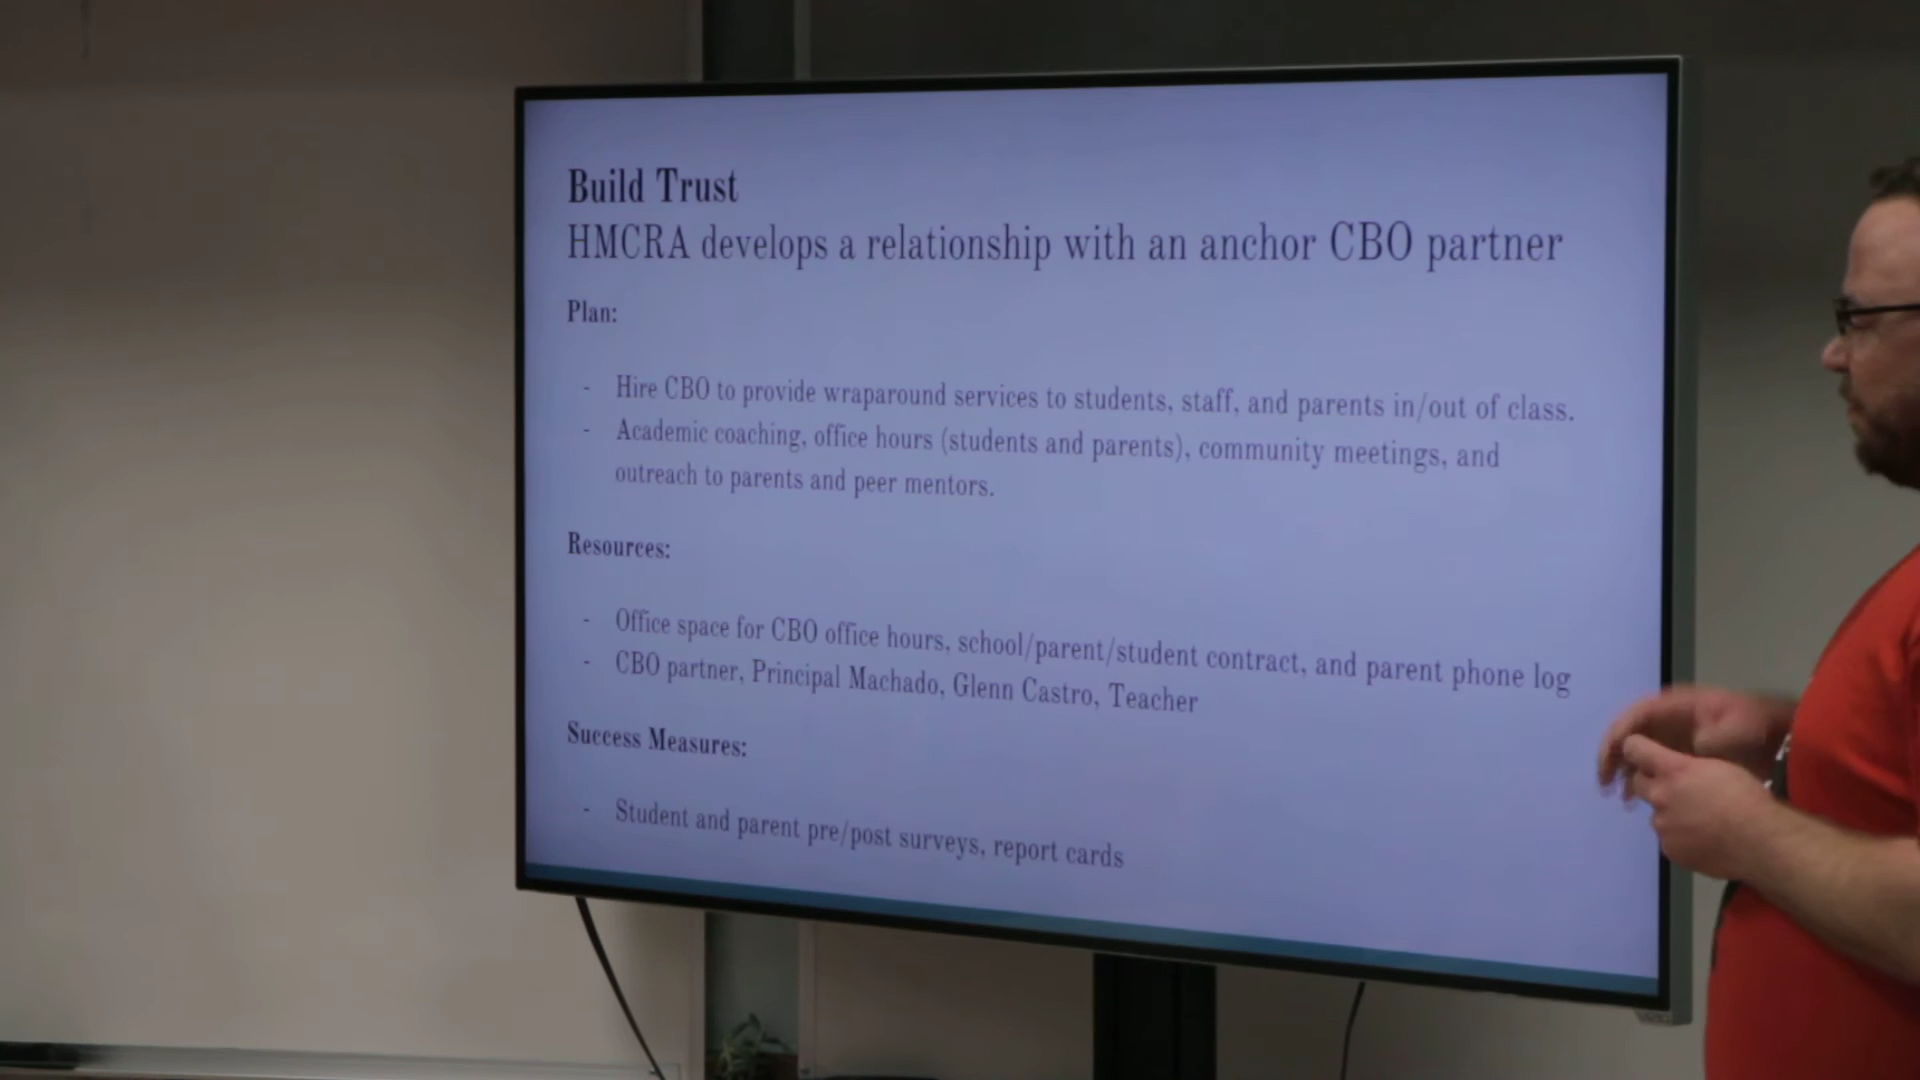 Build Trust
HMCRA develops a relationship with an anchor CBO partner
Plan:
- Hire CBO to provide wraparound services to students, staff, and parents in/out of class.
- Academic coaching, office hours (students and parents), community meetings, and
outreach to parents and peer mentors.
Resources:
- Office space for CBO office hours, school/parent/student contract, and parent phone log
- CBO partner, Principal Machado, Glenn Castro, Teacher
Success Measures:
- Student and parent pre/post surveys, report cards